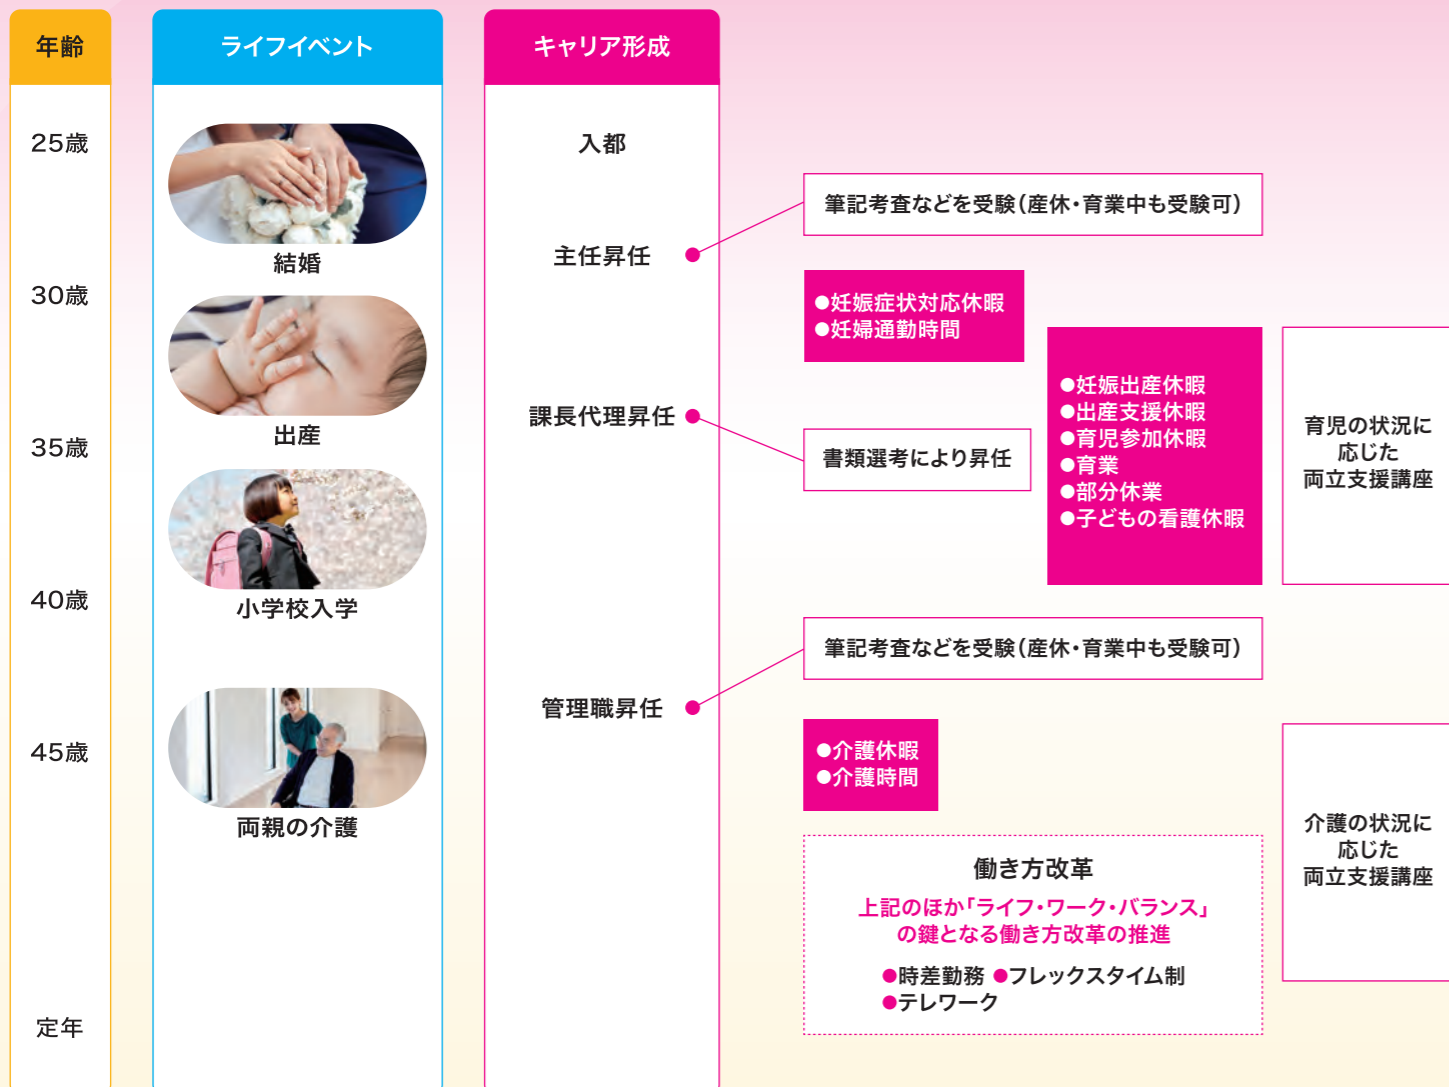 年齢
ライフイベント
キャリア形成
25歳
入都
筆記考査などを受験（産休・育業中も受験可）
主任昇任
結婚
30歳
●妊娠症状対応休暇
●妊婦通勤時間
●妊娠出産休暇
●出産支援休暇
●育児参加休暇
●育業
●部分休業
●子どもの看護休暇
育児の状況に
応じた
両立支援講座
課長代理昇任
出産
35歳
書類選考により昇任
40歳
小学校入学
筆記考査などを受験（産休・育業中も受験可）
管理職昇任
45歳
●介護休暇
●介護時間
両親の介護
介護の状況に
応じた
両立支援講座
働き方改革
上記のほか「ライフ・ワーク・バランス」
の鍵となる働き方改革の推進
●時差勤務 ●フレックスタイム制
●テレワーク
定年